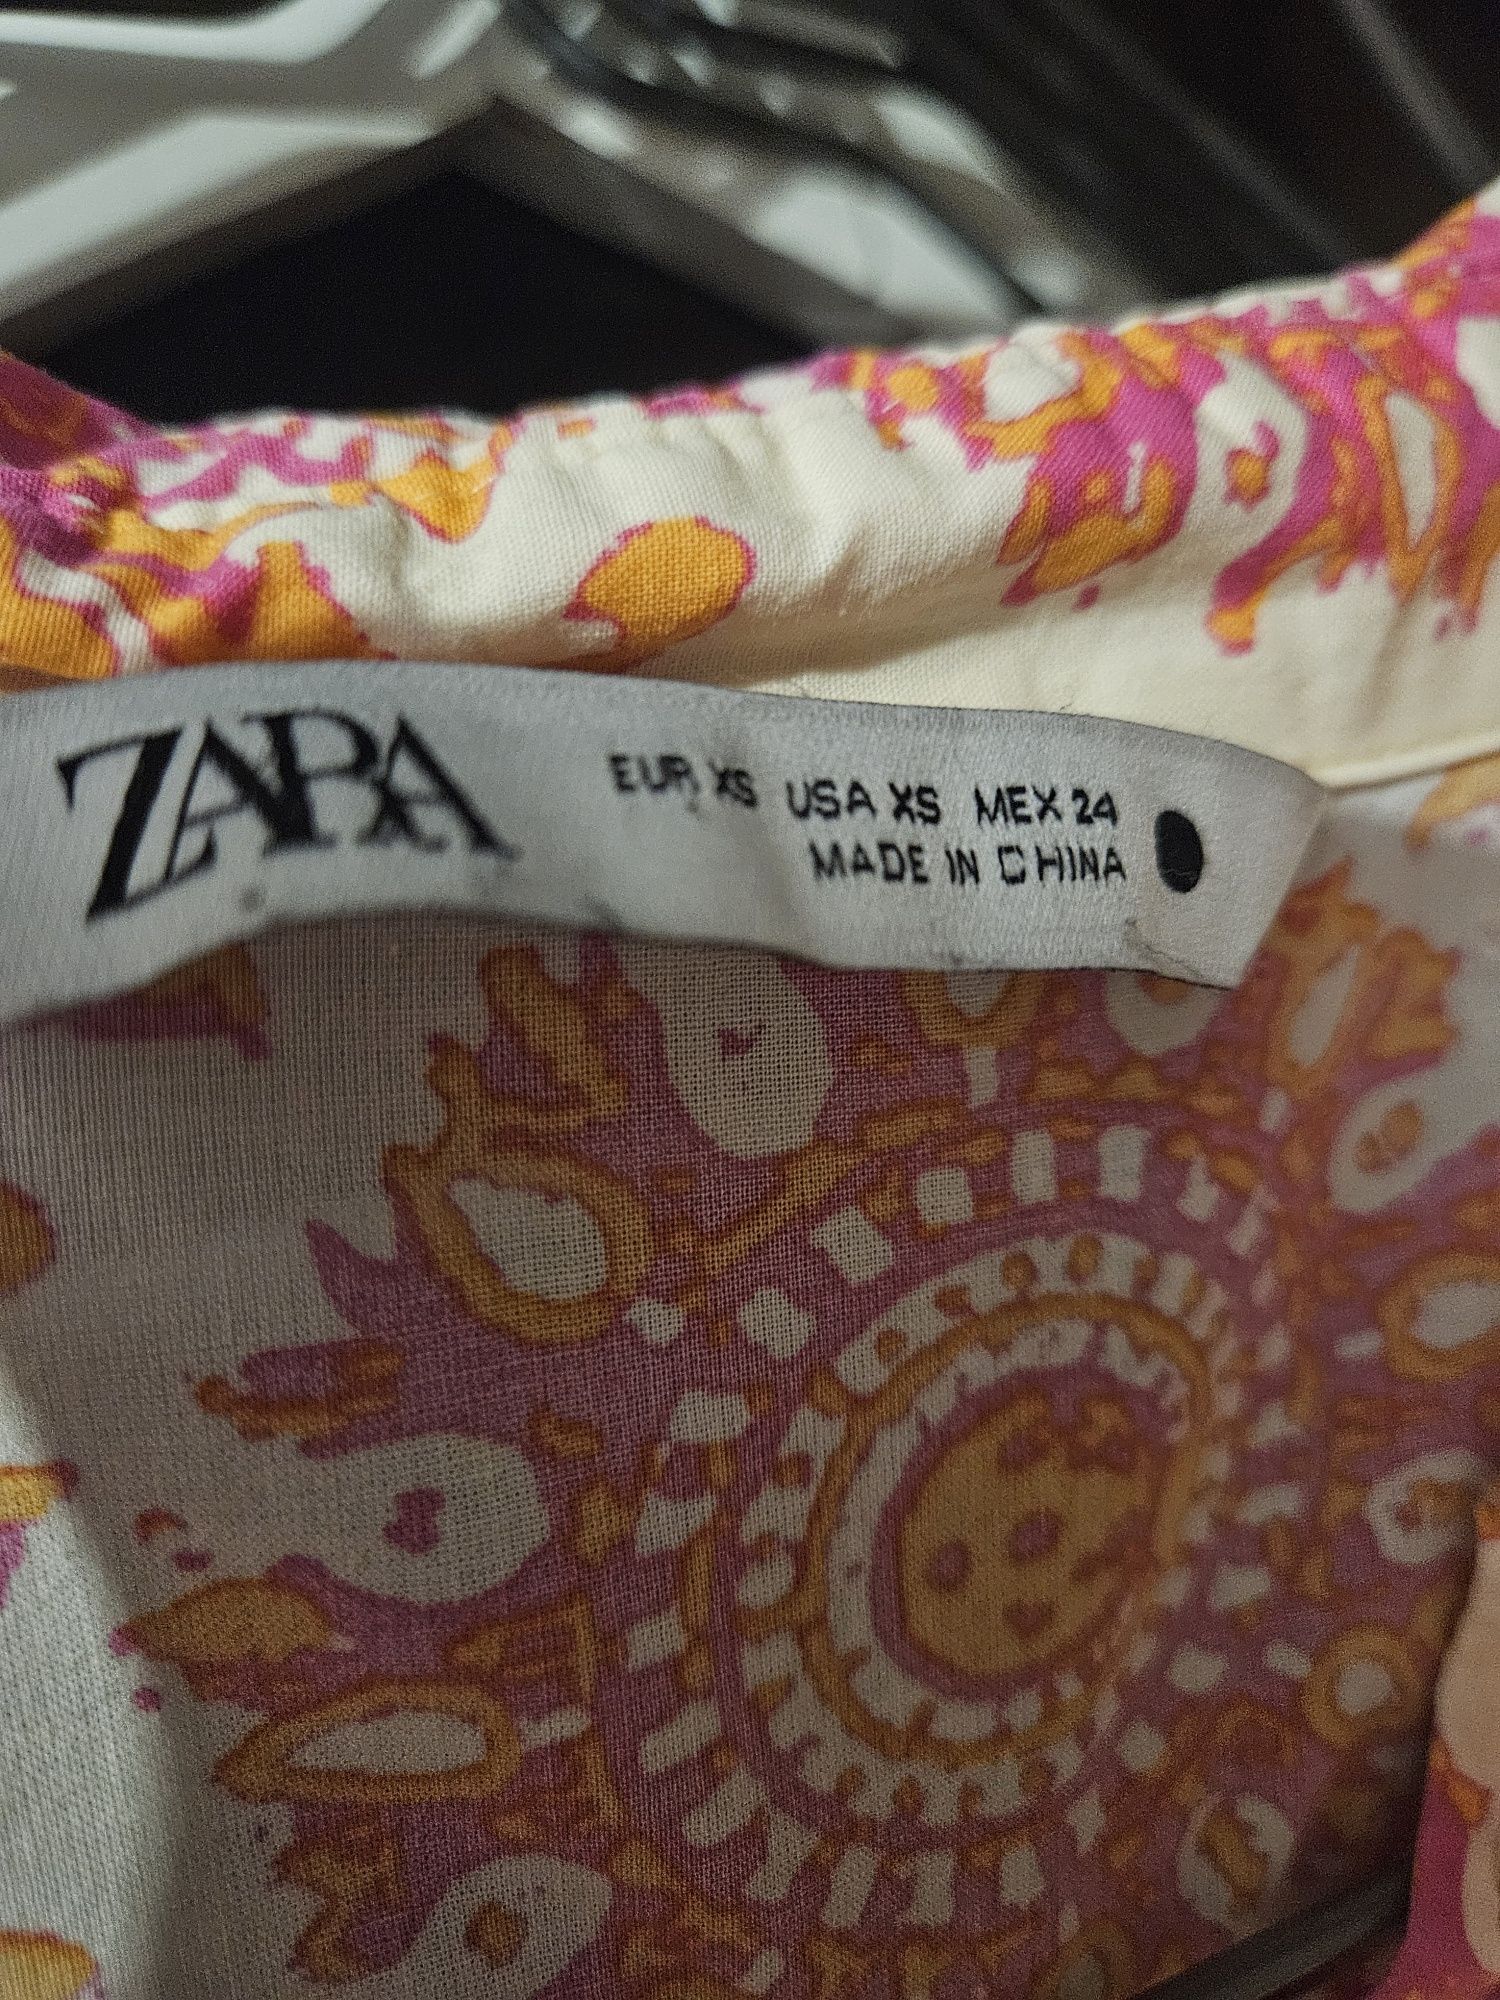 ZARA
EUR XS USA XS MEX 24
MADE IN CHINA